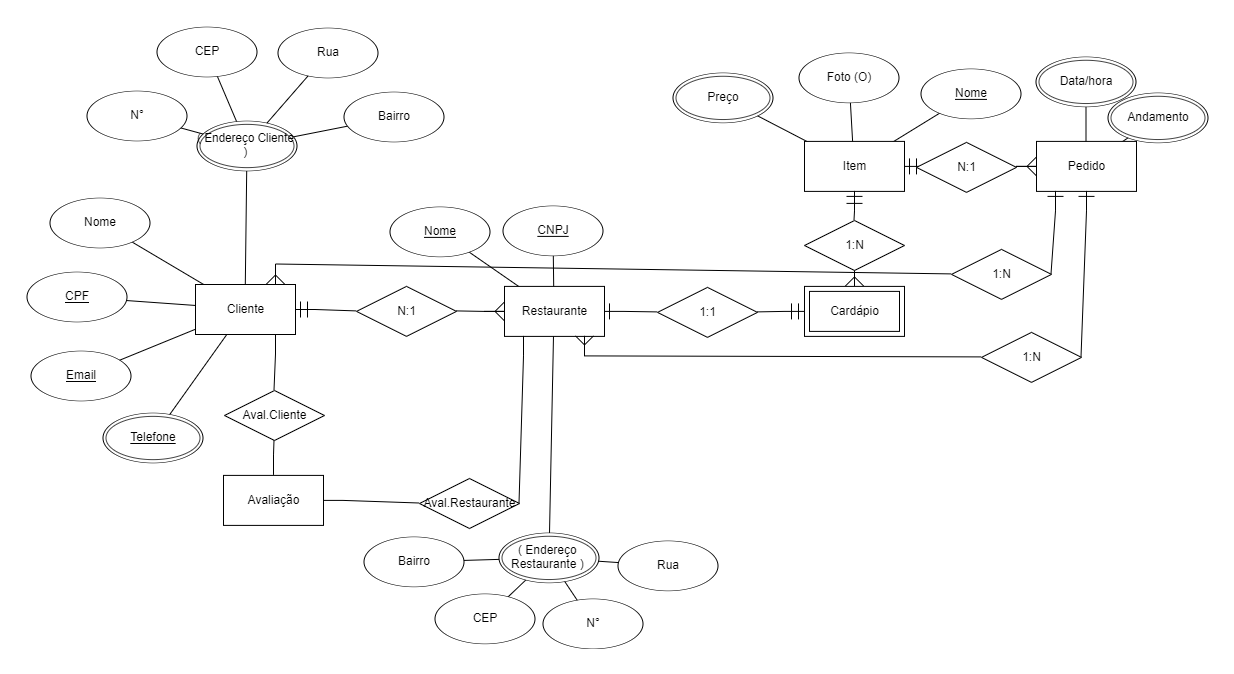 CEP
Rua
N°
Bairro
( Endereço Cliente
)
Preço
Foto (O)
Nome
Data/hora
Andamento
Item
N:1
Pedido
Nome
CPF
Email
Telefone
Cliente
N:1
Nome
CNPJ
Restaurante
1:1
1:N
Cardápio
1:N
1:N
Aval.Cliente
Avaliação
Aval.Restaurante
( Endereço
Restaurante )
Bairro
CEP
N°
Rua